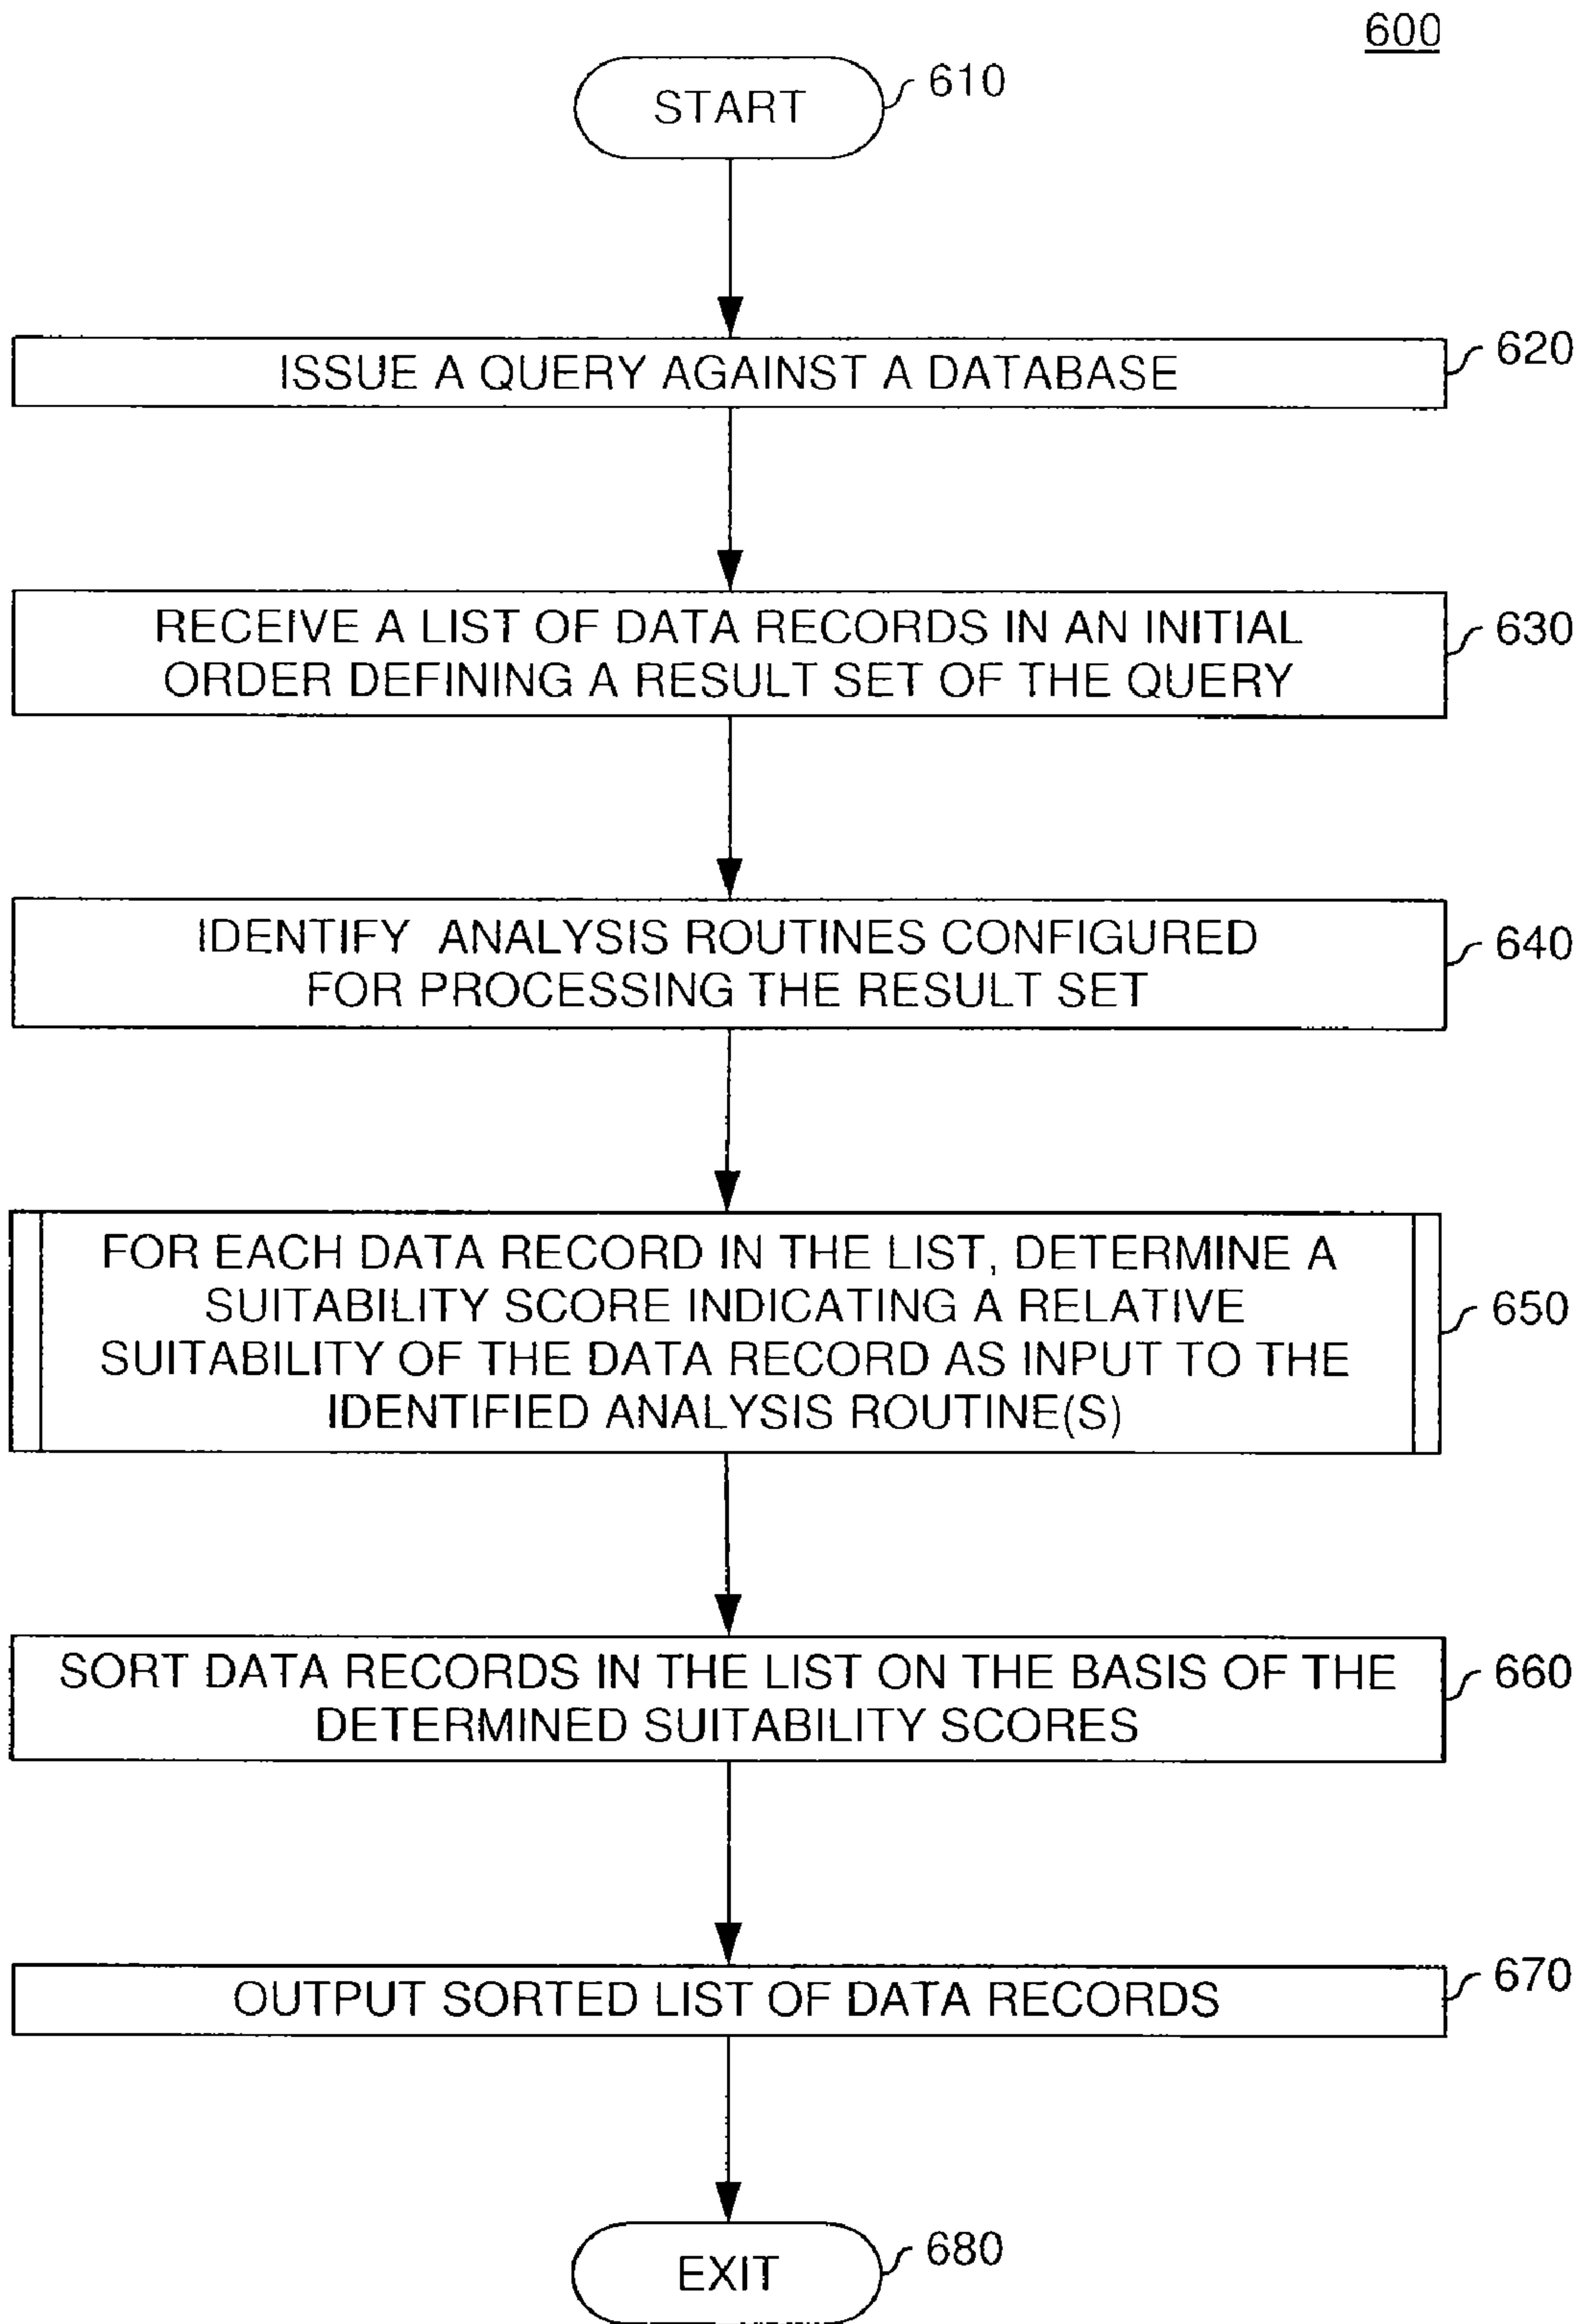 600
START
610
ISSUE A QUERY AGAINST A DATABASE
620
RECEIVE A LIST OF DATA RECORDS IN AN INITIAL
ORDER DEFINING A RESULT SET OF THE QUERY
630
IDENTIFY ANALYSIS ROUTINES CONFIGURED
FOR PROCESSING THE RESULT SET
640
FOR EACH DATA RECORD IN THE LIST, DETERMINE A
SUITABILITY SCORE INDICATING A RELATIVE
SUITABILITY OF THE DATA RECORD AS INPUT TO THE
IDENTIFIED ANALYSIS ROUTINE(S)
650
SORT DATA RECORDS IN THE LIST ON THE BASIS OF THE
DETERMINED SUITABILITY SCORES
660
OUTPUT SORTED LIST OF DATA RECORDS
670
EXIT
680